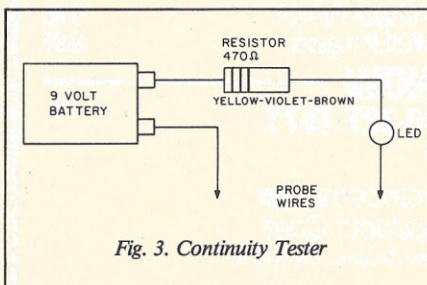 RESISTOR
470Ω
9 VOLT
BATTERY
YELLOW-VIOLET-BROWN
LED
PROBE
WIRES
Fig. 3. Continuity Tester